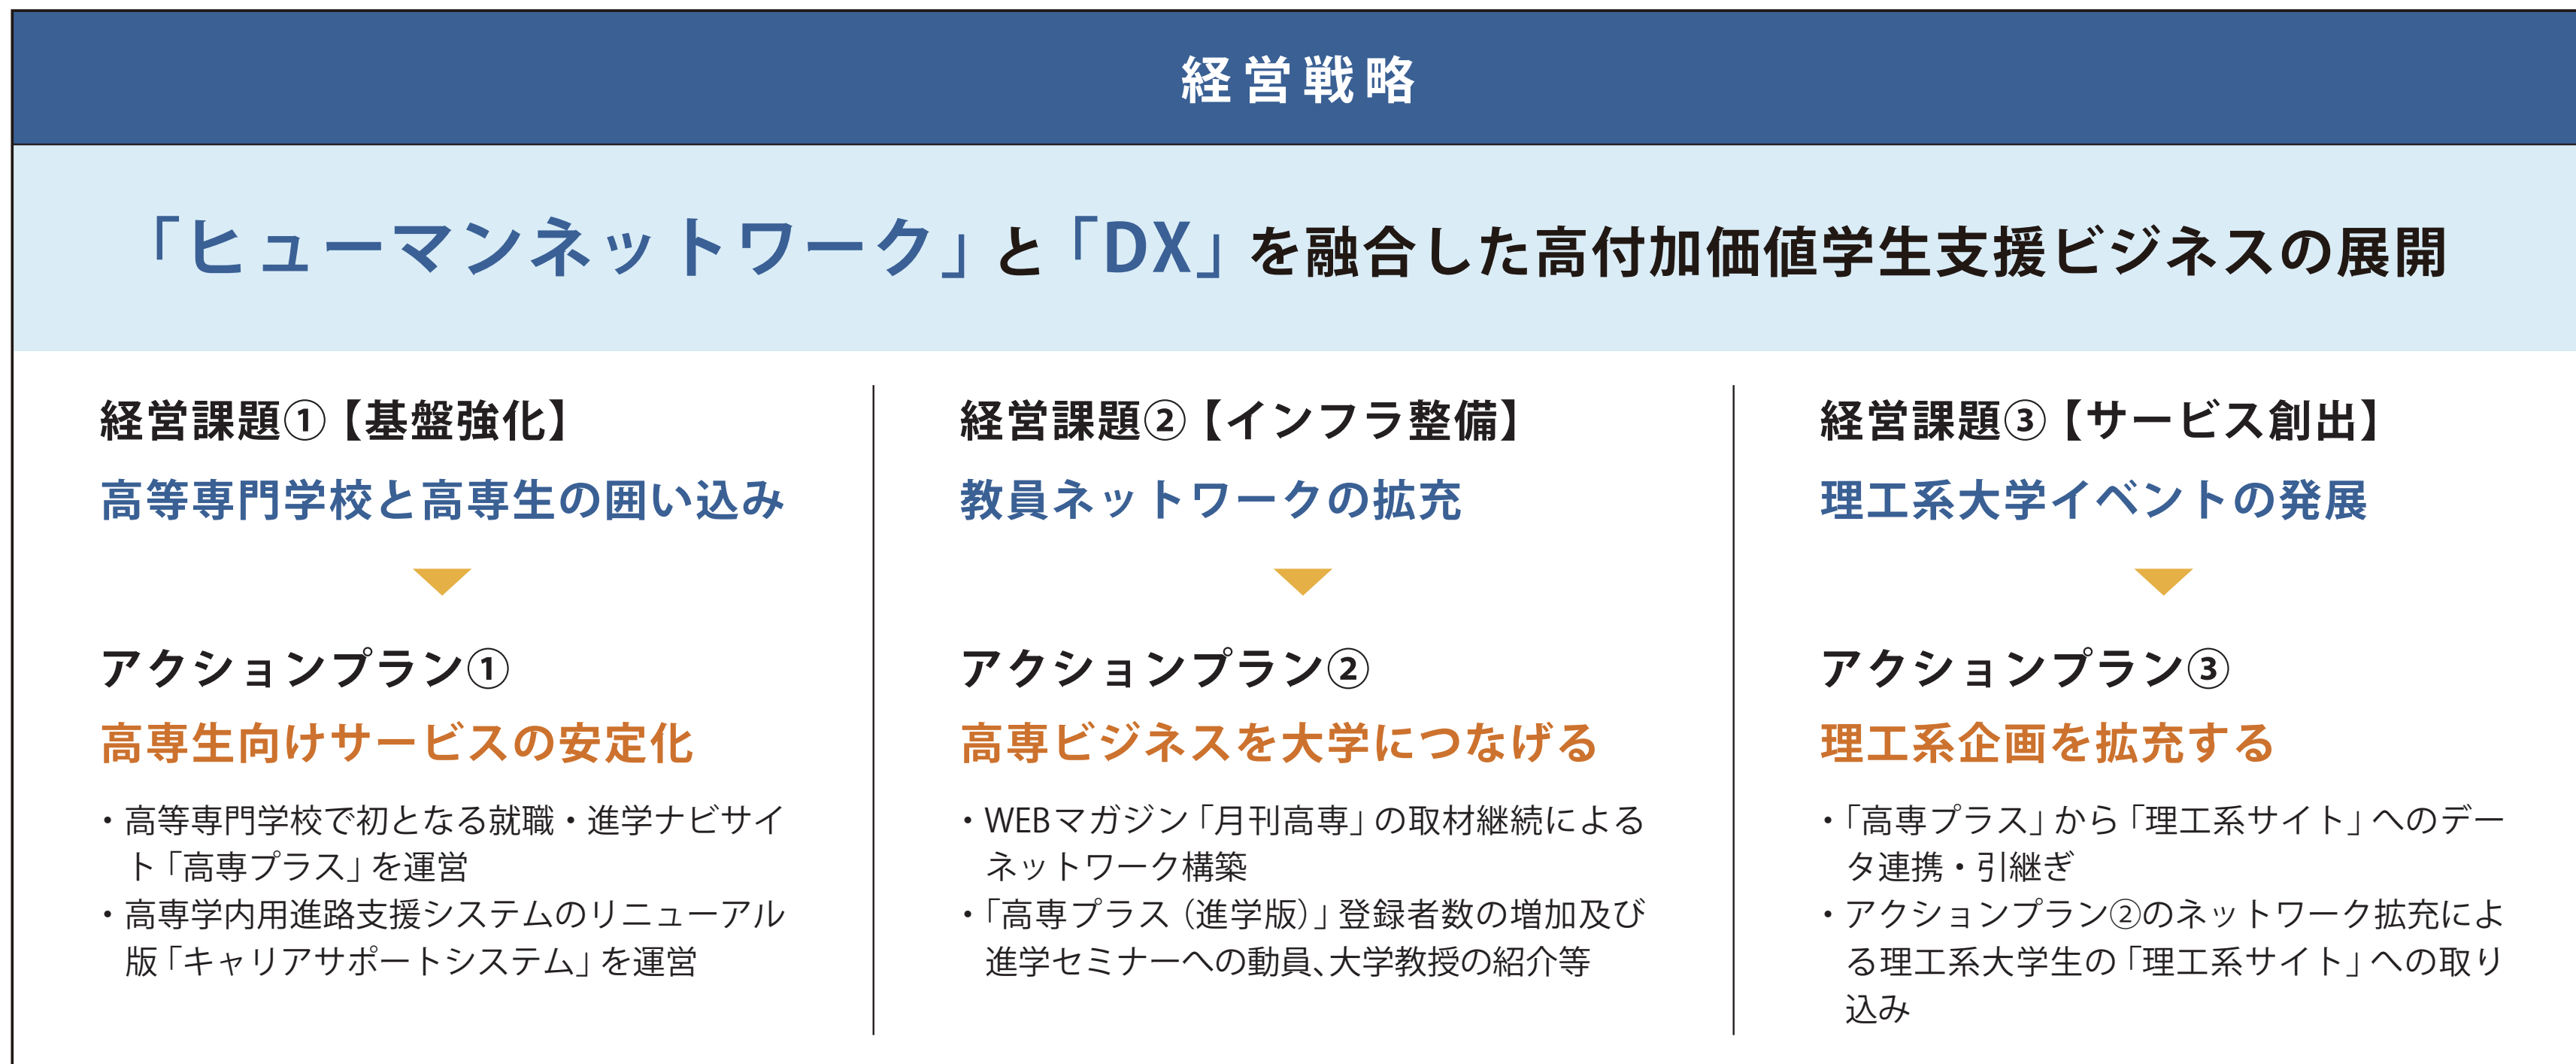 経営戦略
「ヒューマンネットワーク」と「DX」を融合した高付加価値学生支援ビジネスの展開
経営課題①【基盤強化】
高等専門学校と高専生の囲い込み
アクションプラン①
高専生向けサービスの安定化
・高等専門学校で初となる就職・進学ナビサイ
ト「高専プラス」を運営
・高専学内用進路支援システムのリニューアル
版「キャリアサポートシステム」を運営
経営課題②【インフラ整備】
教員ネットワークの拡充
アクションプラン②
高専ビジネスを大学につなげる
・WEBマガジン「月刊高専」の取材継続による
ネットワーク構築
・「高専プラス（進学版）」登録者数の増加及び
進学セミナーへの動員、大学教授の紹介等
経営課題③【サービス創出】
理工系大学イベントの発展
アクションプラン③
理工系企画を拡充する
・「高専プラス」から「理工系サイト」へのデー
タ連携・引継ぎ
・アクションプラン②のネットワーク拡充によ
る理工系大学生の「理工系サイト」への取り
込み